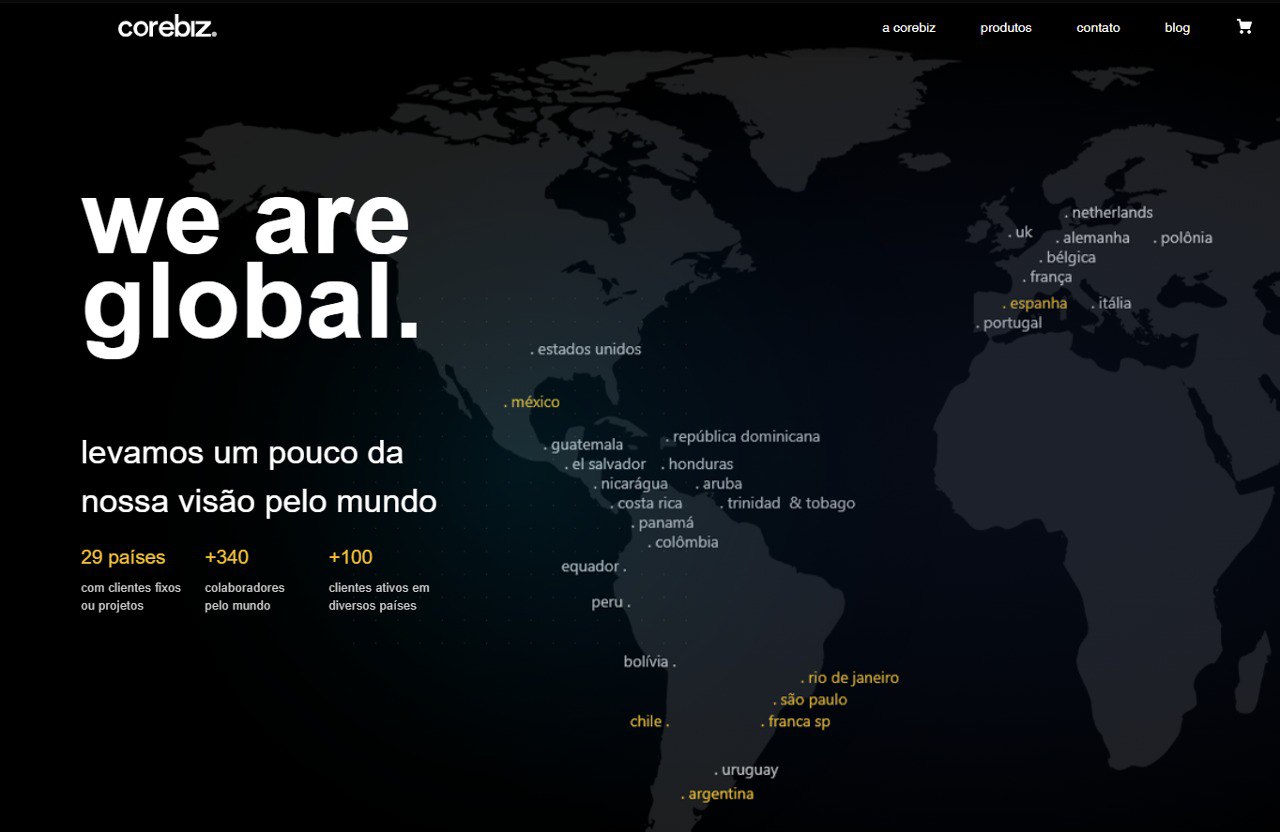 corebiz.
a corebiz
produtos
contato
blog
we are
global.
levamos um pouco da
nossa visão pelo mundo
29 países
com clientes fixos
ou projetos
+340
colaboradores
pelo mundo
+100
clientes ativos em
diversos países
. netherlands
. uk
. alemanha
. polônia
. bélgica
. frança
. espanha
. itália
. portugal
. estados unidos
. méxico
. república dominicana
. guatemala
. el salvador
. honduras
. nicarágua
. aruba
. costa rica
. trinidad & tobago
. panamá
. colômbia
equador .
peru .
bolívia .
. rio de janeiro
. são paulo
chile .
. franca sp
. uruguay
. argentina